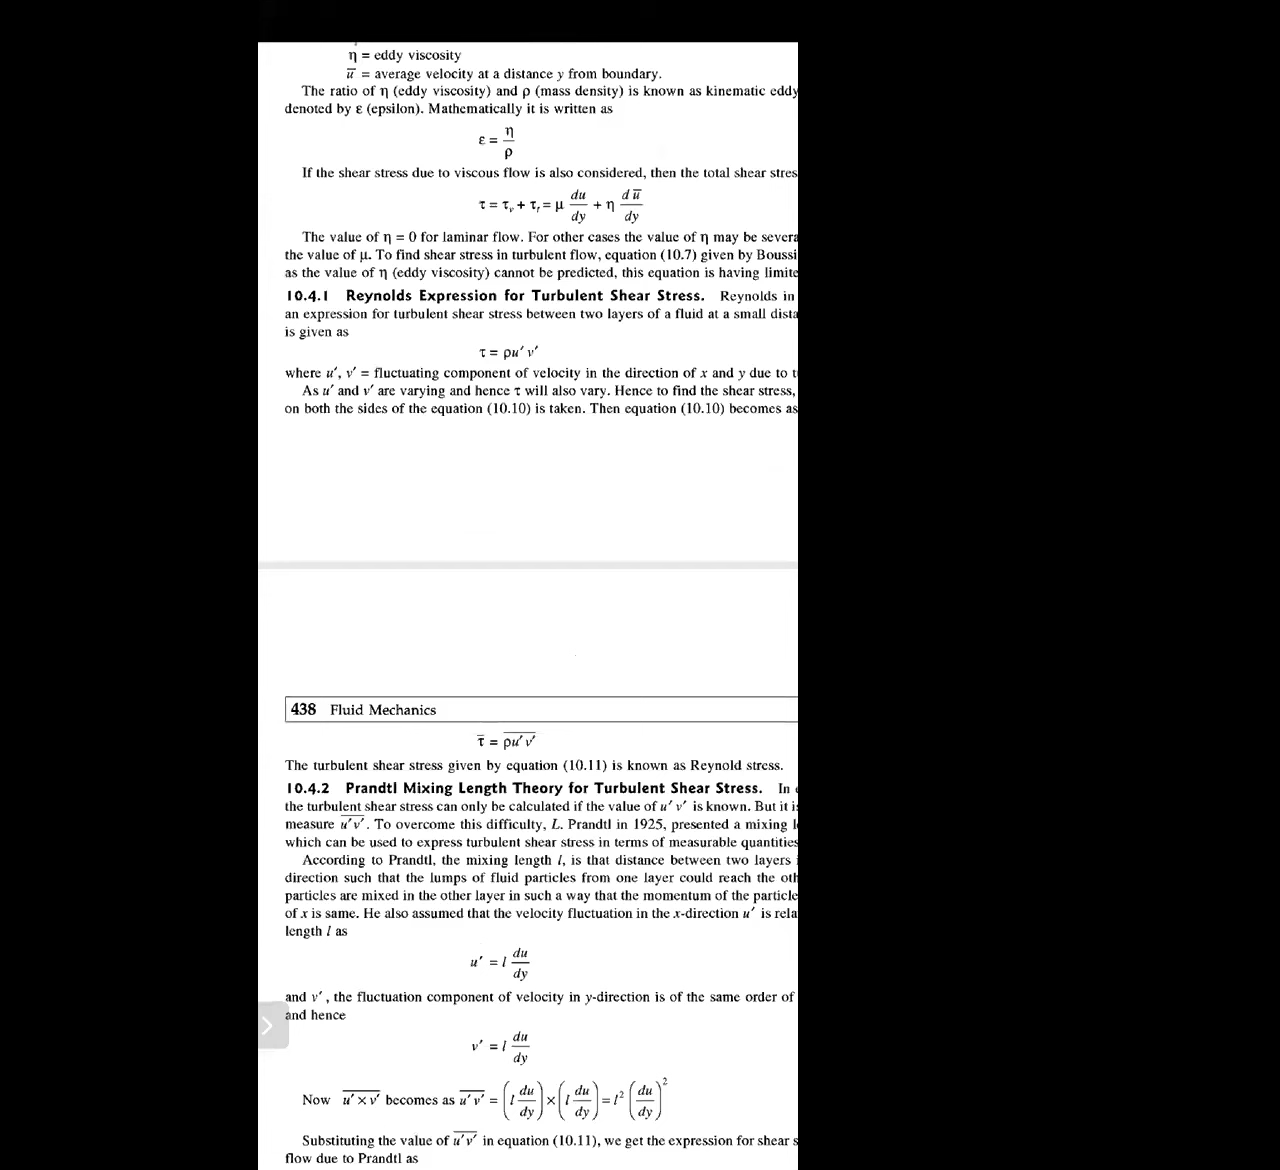 η = eddy viscosity
u̅ = average velocity at a distance y from boundary.
The ratio of η (eddy viscosity) and ρ (mass density) is known as kinematic eddy
denoted by ε (epsilon). Mathematically it is written as
ε = η/ρ
If the shear stress due to viscous flow is also considered, then the total shear
τ = τᵥ + τₜ = μ du/dy + η du̅/dy
The value of η = 0 for laminar flow. For other cases the value of η may be
the value of μ. To find shear stress in turbulent flow, equation (10.7) given by
as the value of η (eddy viscosity) cannot be predicted, this equation is having
10.4.1 Reynolds Expression for Turbulent Shear Stress. Reynolds in
an expression for turbulent shear stress between two layers of a fluid at a small
is given as
τ = ρu′ v′
where u′, v′ = fluctuating component of velocity in the direction of x and y due to
As u′ and v′ are varying and hence τ will also vary. Hence to find the shear stress,
on both the sides of the equation (10.10) is taken. Then equation (10.10) becomes as
438 Fluid Mechanics
τ̅ = ρu′ v′
The turbulent shear stress given by equation (10.11) is known as Reynold stress.
10.4.2 Prandtl Mixing Length Theory for Turbulent Shear Stress. In
the turbulent shear stress can only be calculated if the value of u′ v′ is known. But it
measure u′v′. To overcome this difficulty, L. Prandtl in 1925, presented a mixing
which can be used to express turbulent shear stress in terms of measurable quantities
According to Prandtl, the mixing length l, is that distance between two layers
direction such that the lumps of fluid particles from one layer could reach the
particles are mixed in the other layer in such a way that the momentum of the
of x is same. He also assumed that the velocity fluctuation in the x-direction u′ is
length l as
u′ = l du/dy
and v′, the fluctuation component of velocity in y-direction is of the same order of
and hence
v′ = l du/dy
Now u′ × v′ becomes as u′ v′ = (l du/dy) × (l du/dy) = l² (du/dy)²
Substituting the value of u′v′ in equation (10.11), we get the expression for shear
flow due to Prandtl as